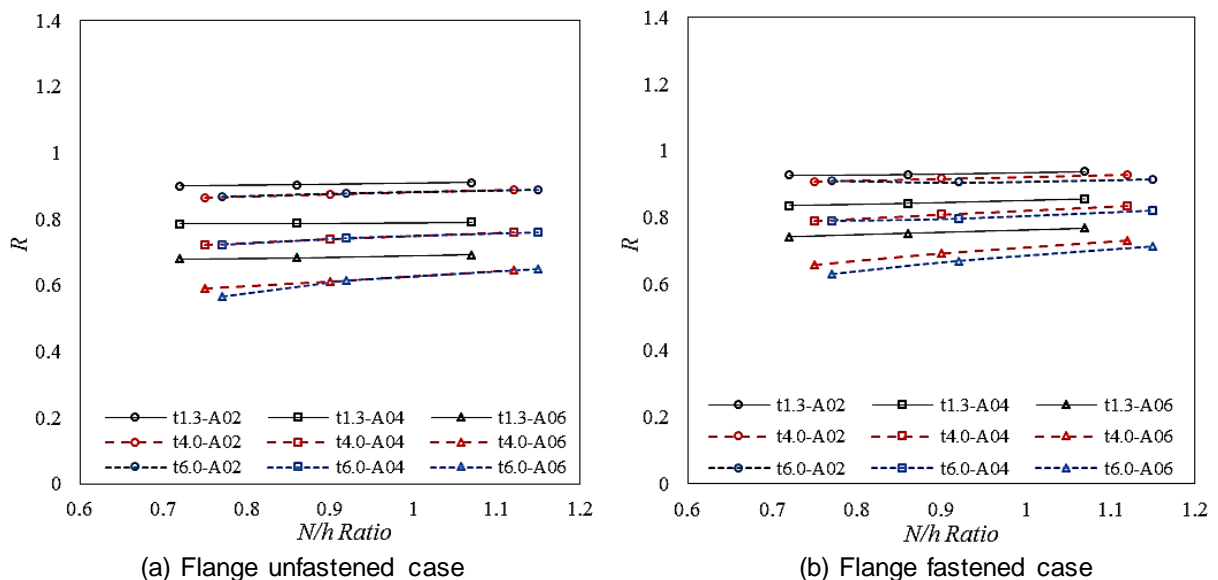 1.4
1.2
1
0.8
0.6
0.4
0.2
0
R
t1.3-A02 t1.3-A04 t1.3-A06
t4.0-A02 t4.0-A04 t4.0-A06
t6.0-A02 t6.0-A04 t6.0-A06
0.6 0.7 0.8 0.9 1 1.1 1.2
N/h Ratio
(a) Flange unfastened case
1.4
1.2
1
0.8
0.6
0.4
0.2
0
R
t1.3-A02 t1.3-A04 t1.3-A06
t4.0-A02 t4.0-A04 t4.0-A06
t6.0-A02 t6.0-A04 t6.0-A06
0.6 0.7 0.8 0.9 1 1.1 1.2
N/h Ratio
(b) Flange fastened case